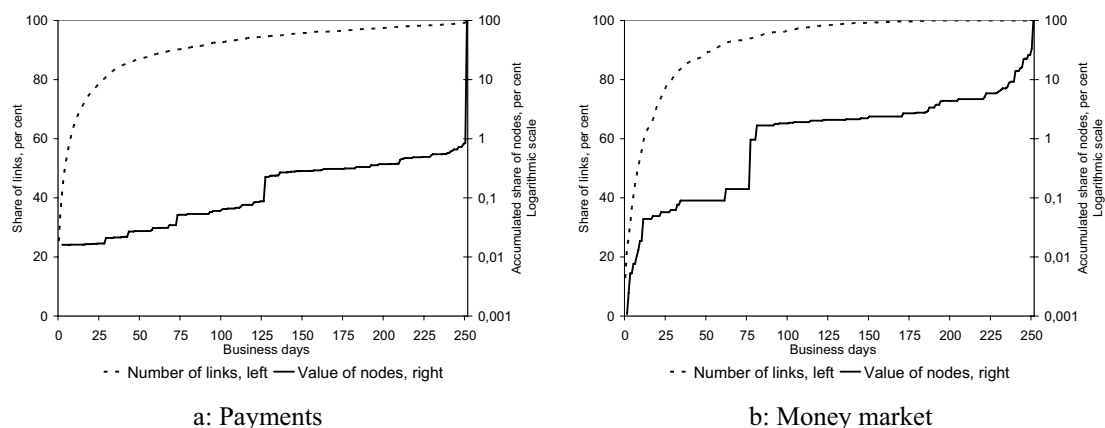 100
80
60
40
20
0
Share of links, per cent
100
10
1
0,1
0,01
0,001
Accumulated share of nodes, per cent
Logarithmic scale
0 25 50 75 100 125 150 175 200 225 250
Business days
Number of links, left Value of nodes, right
a: Payments
100
80
60
40
20
0
Share of links, per cent
100
10
1
0,1
0,01
0,001
Accumulated share of nodes, per cent
Logarithmic scale
0 25 50 75 100 125 150 175 200 225 250
Business days
Number of links, left Value of nodes, right
b: Money market